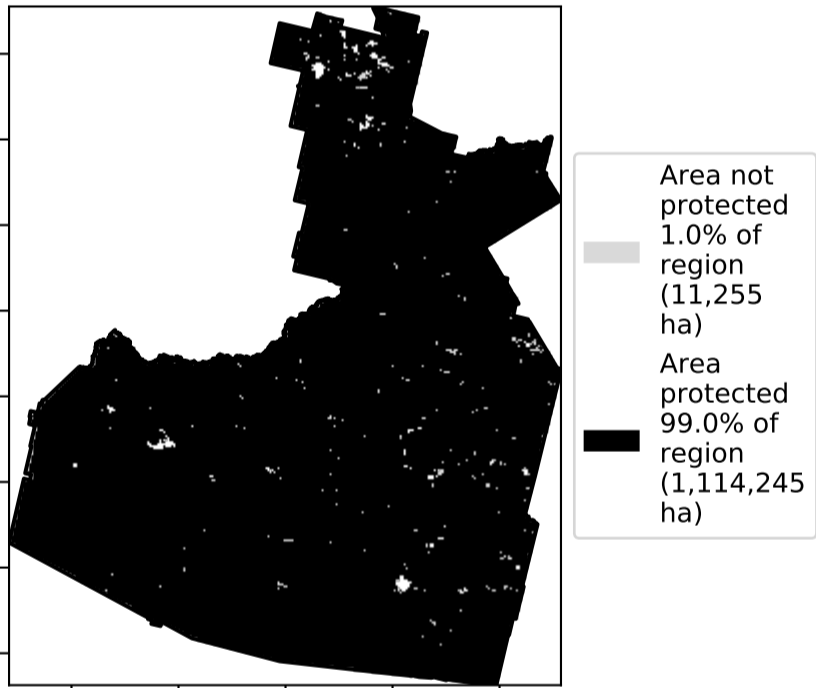 Area not
protected
1.0% of
region
(11,255
ha)
Area
protected
99.0% of
region
(1,114,245
ha)